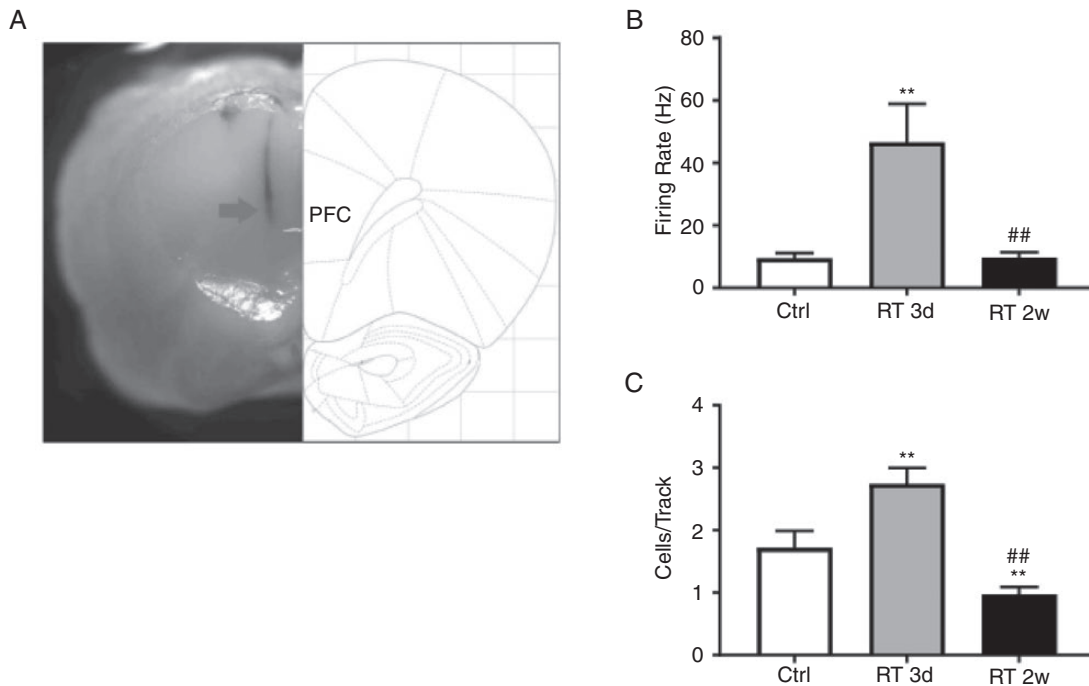 A
PFC
B
Firing Rate (Hz)
80
60
40
20
0
**
##
Ctrl
RT 3d
RT 2w
C
Cells/Track
4
3
2
1
0
**
##
**
Ctrl
RT 3d
RT 2w